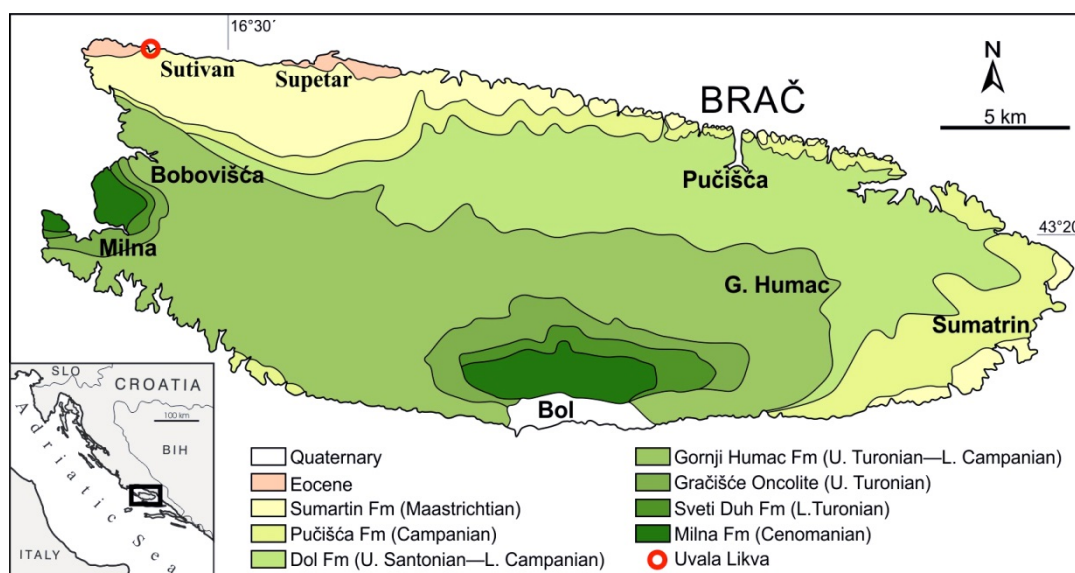 16°30´
N
5 km
Sutivan
Supetar
BRAČ
Bobovišća
Pučišća
43°20
Milna
G. Humac
Sumatrin
Bol
SLO
CROATIA
100 km
BIH
Adriatic Sea
ITALY
Quaternary
Eocene
Sumartin Fm (Maastrichtian)
Pučišća Fm (Campanian)
Dol Fm (U. Santonian—L. Campanian)
Gornji Humac Fm (U. Turonian—L. Campanian)
Gračišće Oncolite (U. Turonian)
Sveti Duh Fm (L.Turonian)
Milna Fm (Cenomanian)
Uvala Likva